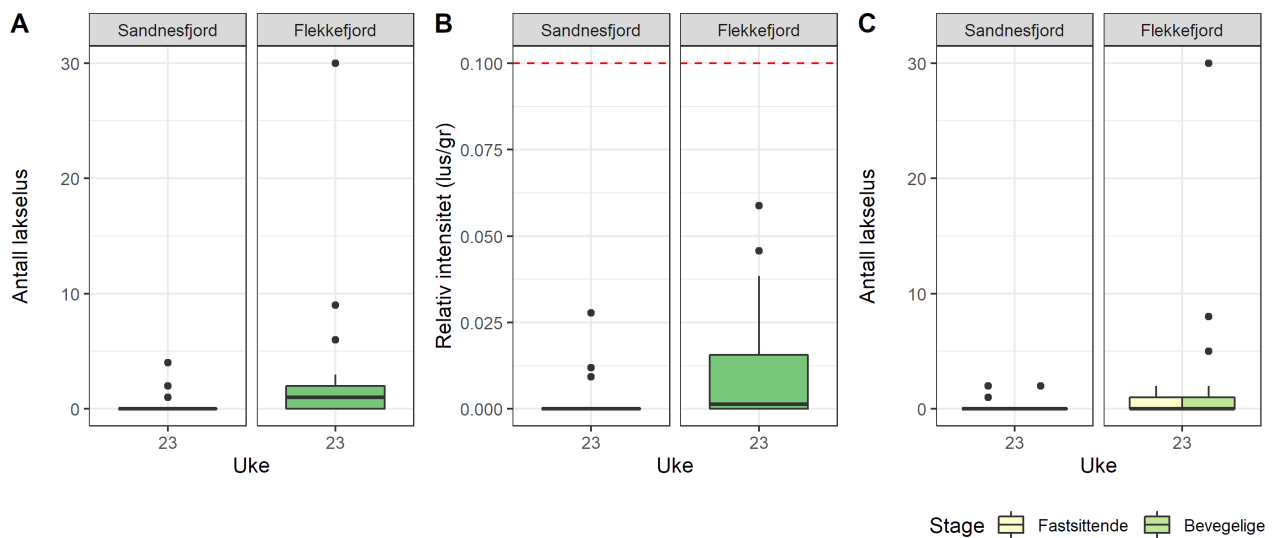 A
Sandnesfjord Flekkefjord
Antall lakselus
30
20
10
0
23 23
Uke
B
Sandnesfjord Flekkefjord
Relativ intensitet (lus/gr)
0.100
0.075
0.050
0.025
0.000
23 23
Uke
C
Sandnesfjord Flekkefjord
Antall lakselus
30
20
10
0
23 23
Uke
Stage Fastsittende Bevegelige